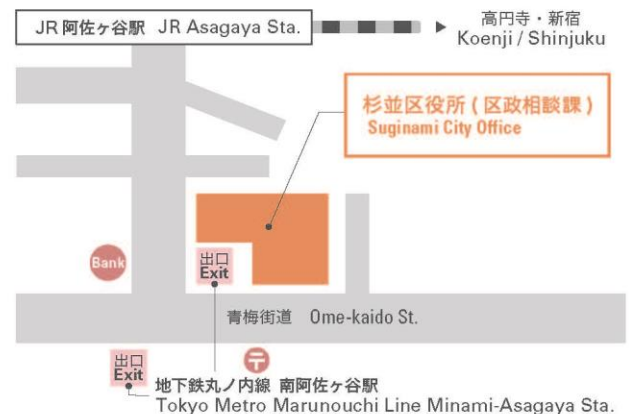 JR 阿佐ヶ谷駅 JR Asagaya Sta.
高円寺・新宿
Koenji / Shinjuku
杉並区役所 ( 区政相談課 )
Suginami City Office
Bank
出口
Exit
青梅街道 Ome-kaido St.
出口
Exit
〒
地下鉄丸ノ内線 南阿佐ヶ谷駅
Tokyo Metro Marunouchi Line Minami-Asagaya Sta.